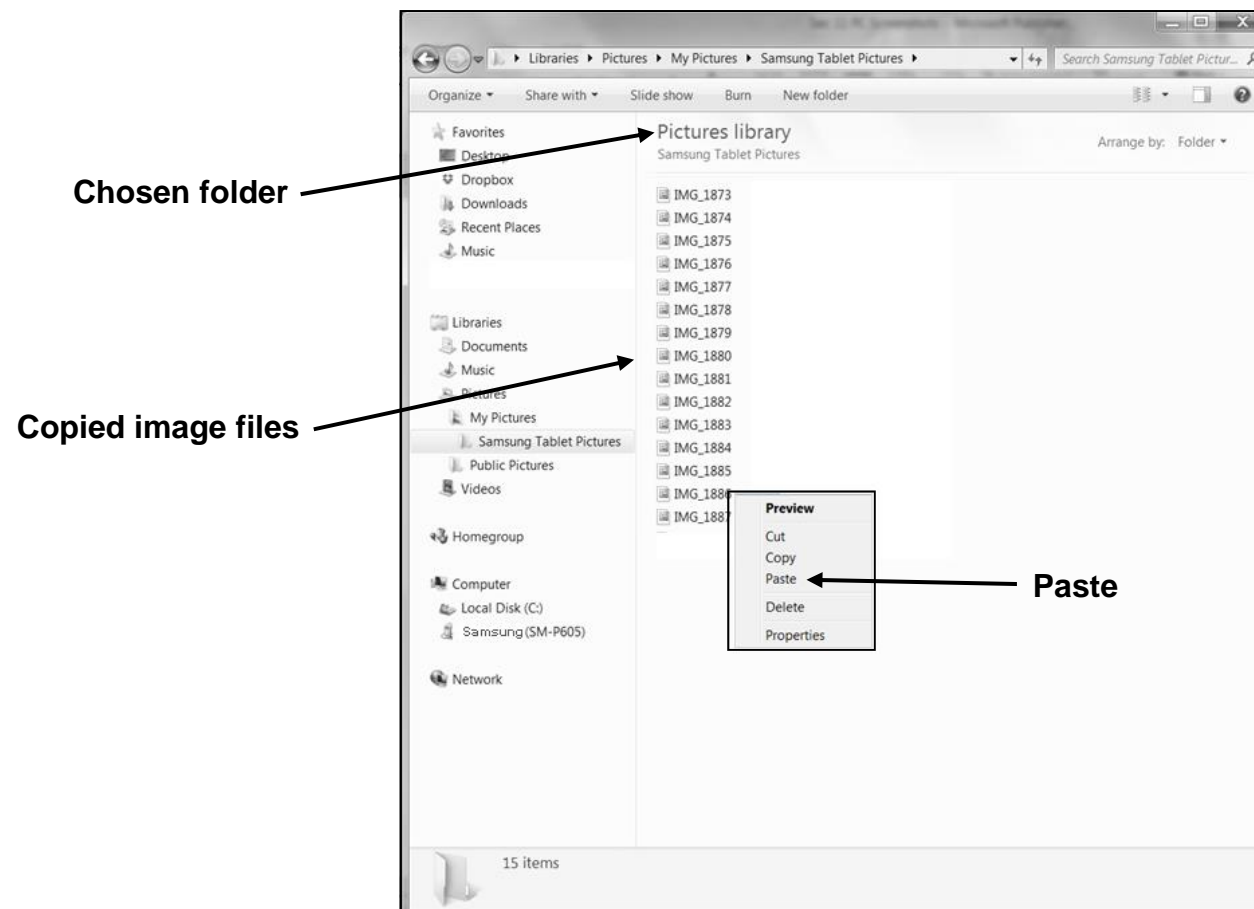 Libraries ▸ Pictures ▸ My Pictures ▸ Samsung Tablet Pictures ▸
Search Samsung Tablet Pictur...
Organize Share with Slide show Burn New folder
Favorites
Desktop
Dropbox
Downloads
Recent Places
Music
Libraries
Documents
Music
Pictures
My Pictures
Samsung Tablet Pictures
Public Pictures
Videos
Homegroup
Computer
Local Disk (C:)
Samsung (SM-P605)
Network
Pictures library
Samsung Tablet Pictures
Arrange by: Folder
IMG_1873
IMG_1874
IMG_1875
IMG_1876
IMG_1877
IMG_1878
IMG_1879
IMG_1880
IMG_1881
IMG_1882
IMG_1883
IMG_1884
IMG_1885
IMG_1886
IMG_1887
Preview
Cut
Copy
Paste
Delete
Properties
15 items
Chosen folder
Copied image files
Paste